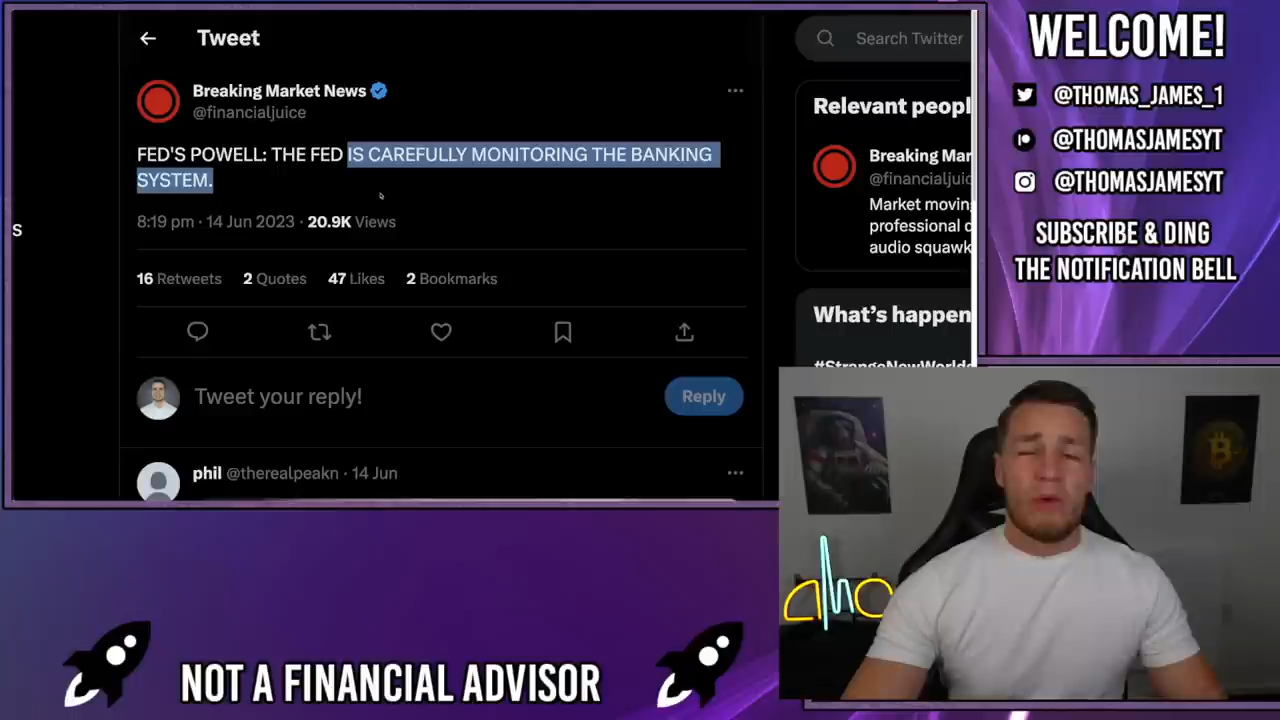 Tweet
Search Twitter
Breaking Market News
@financialjuice
FED'S POWELL: THE FED IS CAREFULLY MONITORING THE BANKING
SYSTEM.
8:19 pm · 14 Jun 2023 · 20.9K Views
16 Retweets 2 Quotes 47 Likes 2 Bookmarks
Tweet your reply!
Reply
phil @therealpeakn · 14 Jun
s
Relevant peopl
Breaking Mar
@financialjuic
Market moving
professional
audio squawk
What's happen
#StrangeNewWorlds
WELCOME!
@THOMAS_JAMES_1
@THOMASJAMESYT
@THOMASJAMESYT
SUBSCRIBE & DING
THE NOTIFICATION BELL
NOT A FINANCIAL ADVISOR